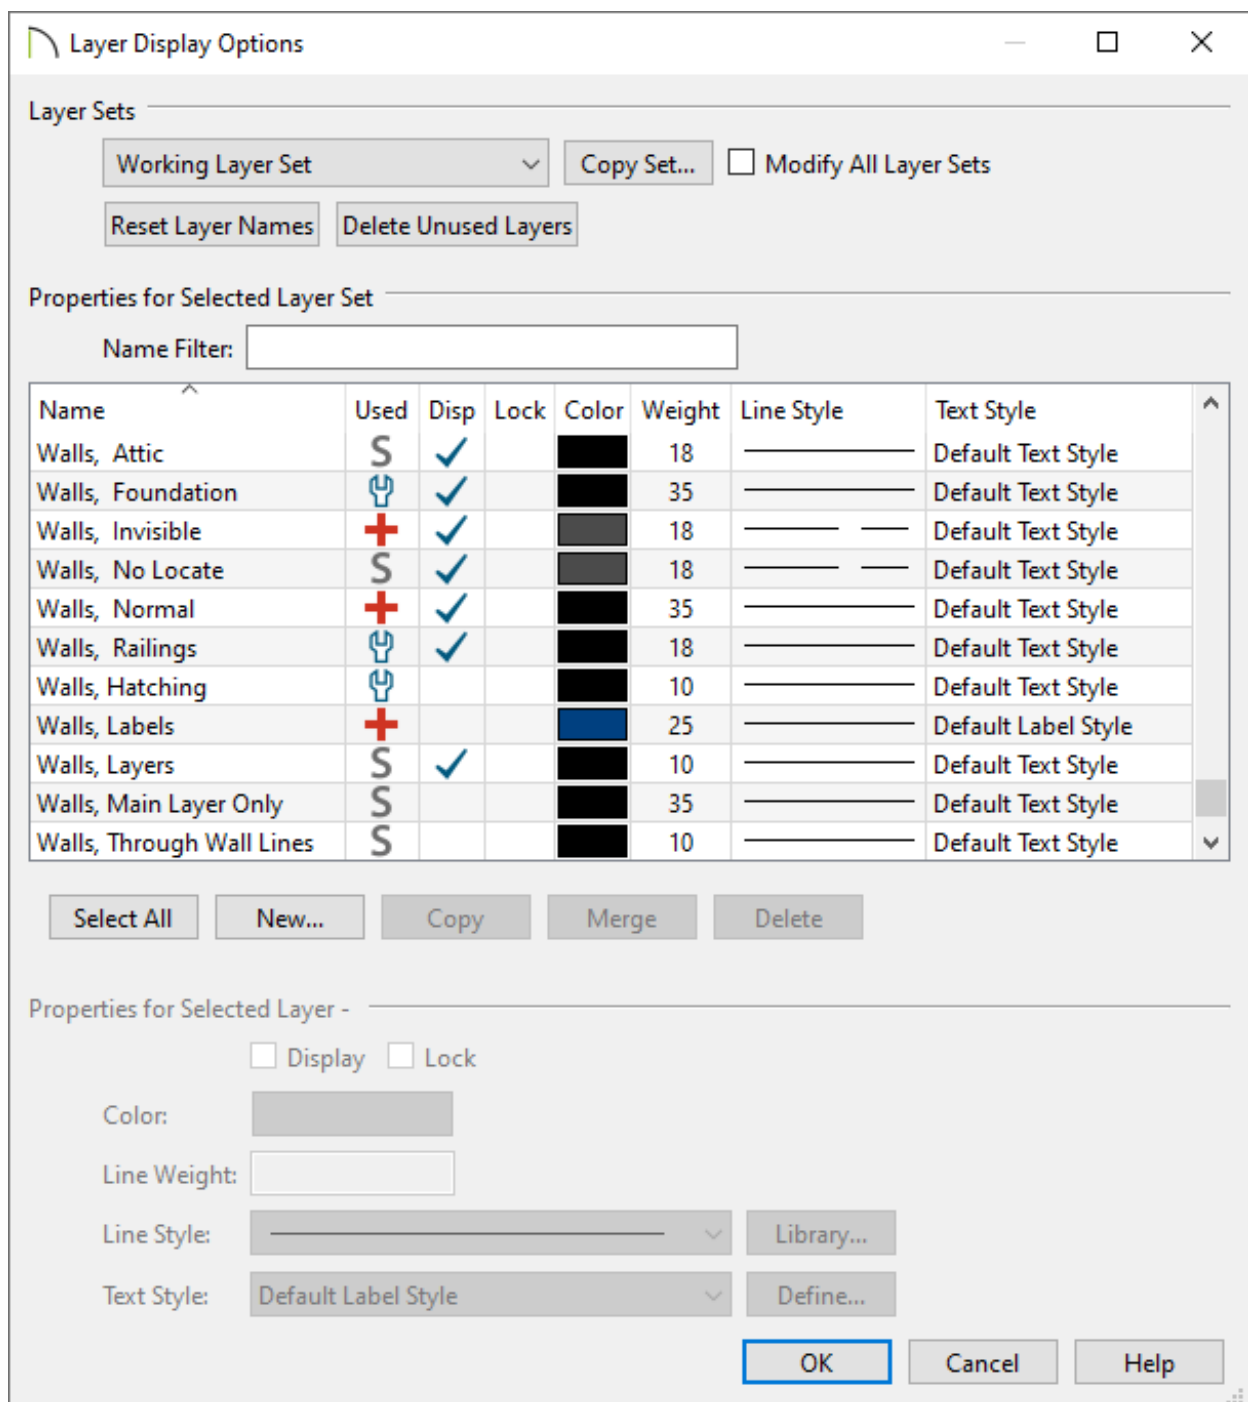 Layer Display Options
Layer Sets
Working Layer Set Copy Set... Modify All Layer Sets
Reset Layer Names Delete Unused Layers
Properties for Selected Layer Set
Name Filter:
Name Used Disp Lock Color Weight Line Style Text Style
Walls, Attic S 18 Default Text Style
Walls, Foundation 35 Default Text Style
Walls, Invisible 18 Default Text Style
Walls, No Locate S 18 Default Text Style
Walls, Normal 35 Default Text Style
Walls, Railings 18 Default Text Style
Walls, Hatching 10 Default Text Style
Walls, Labels 25 Default Label Style
Walls, Layers S 10 Default Text Style
Walls, Main Layer Only S 35 Default Text Style
Walls, Through Wall Lines S 10 Default Text Style
Select All New... Copy Merge Delete
Properties for Selected Layer -
Display Lock
Color:
Line Weight:
Line Style: Library...
Text Style: Default Label Style Define...
OK Cancel Help